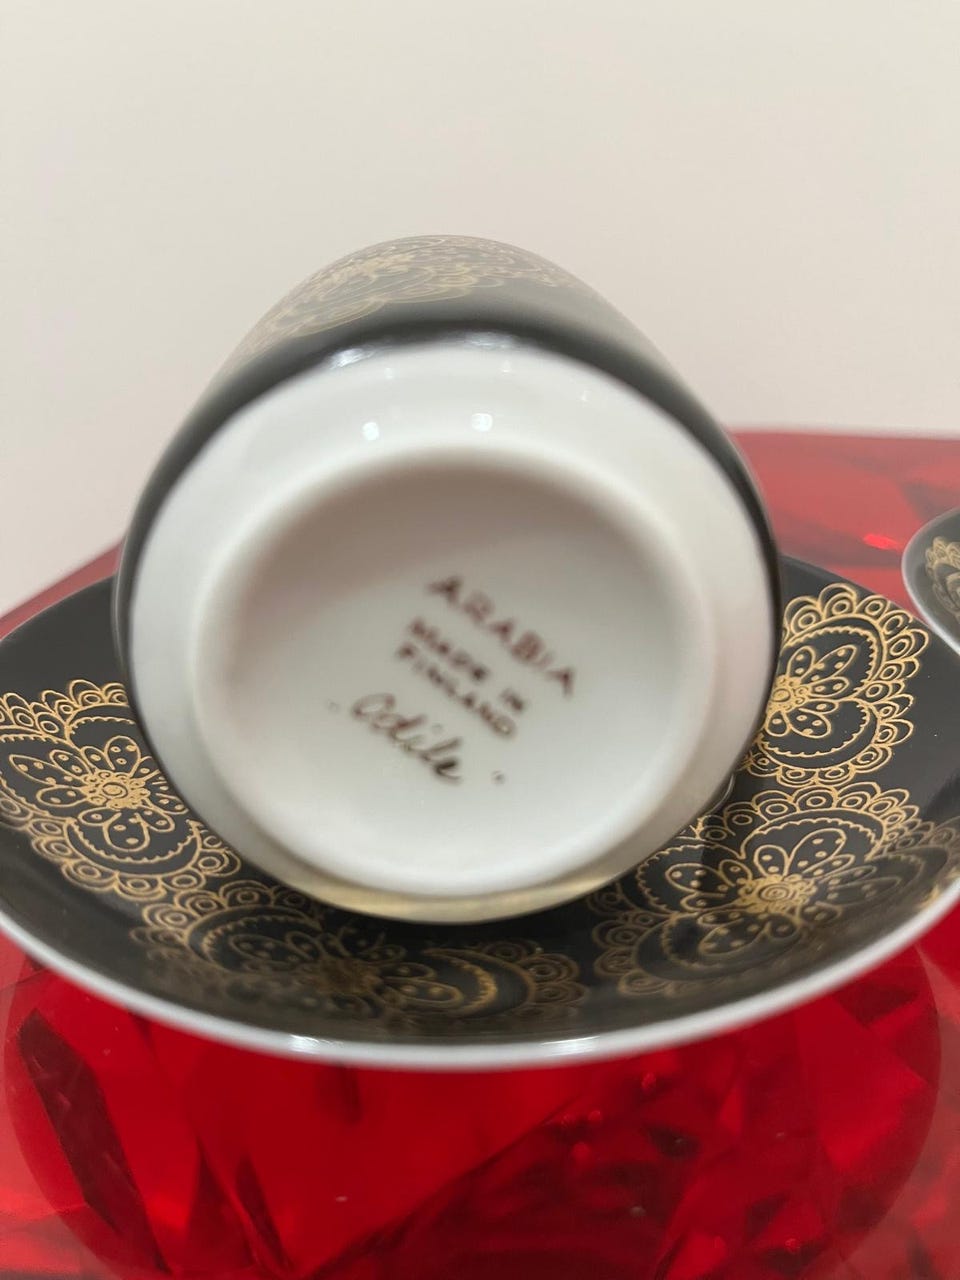 ARABIA
MADE IN
FINLAND
"Odile"